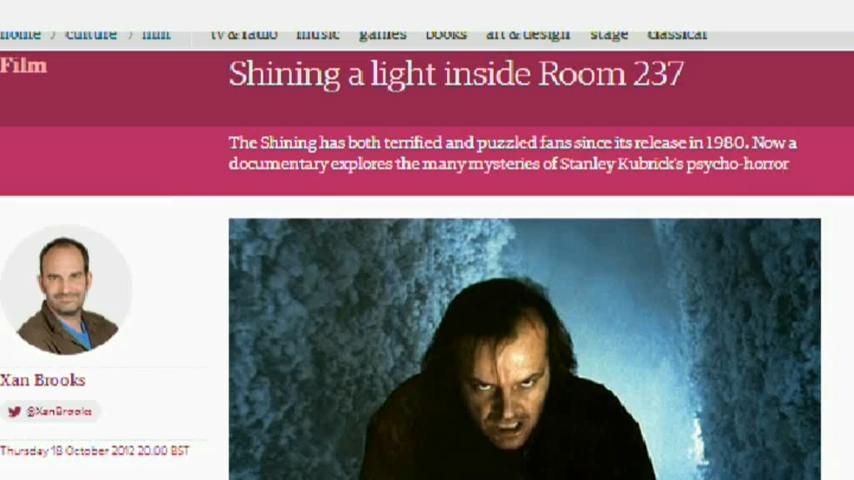 home / culture / film
tv & radio music games books art & design stage classical
Film
Shining a light inside Room 237
The Shining has both terrified and puzzled fans since its release in 1980. Now a
documentary explores the many mysteries of Stanley Kubrick's psycho-horror
Xan Brooks
@XanBrooks
Thursday 18 October 2012 20.00 BST